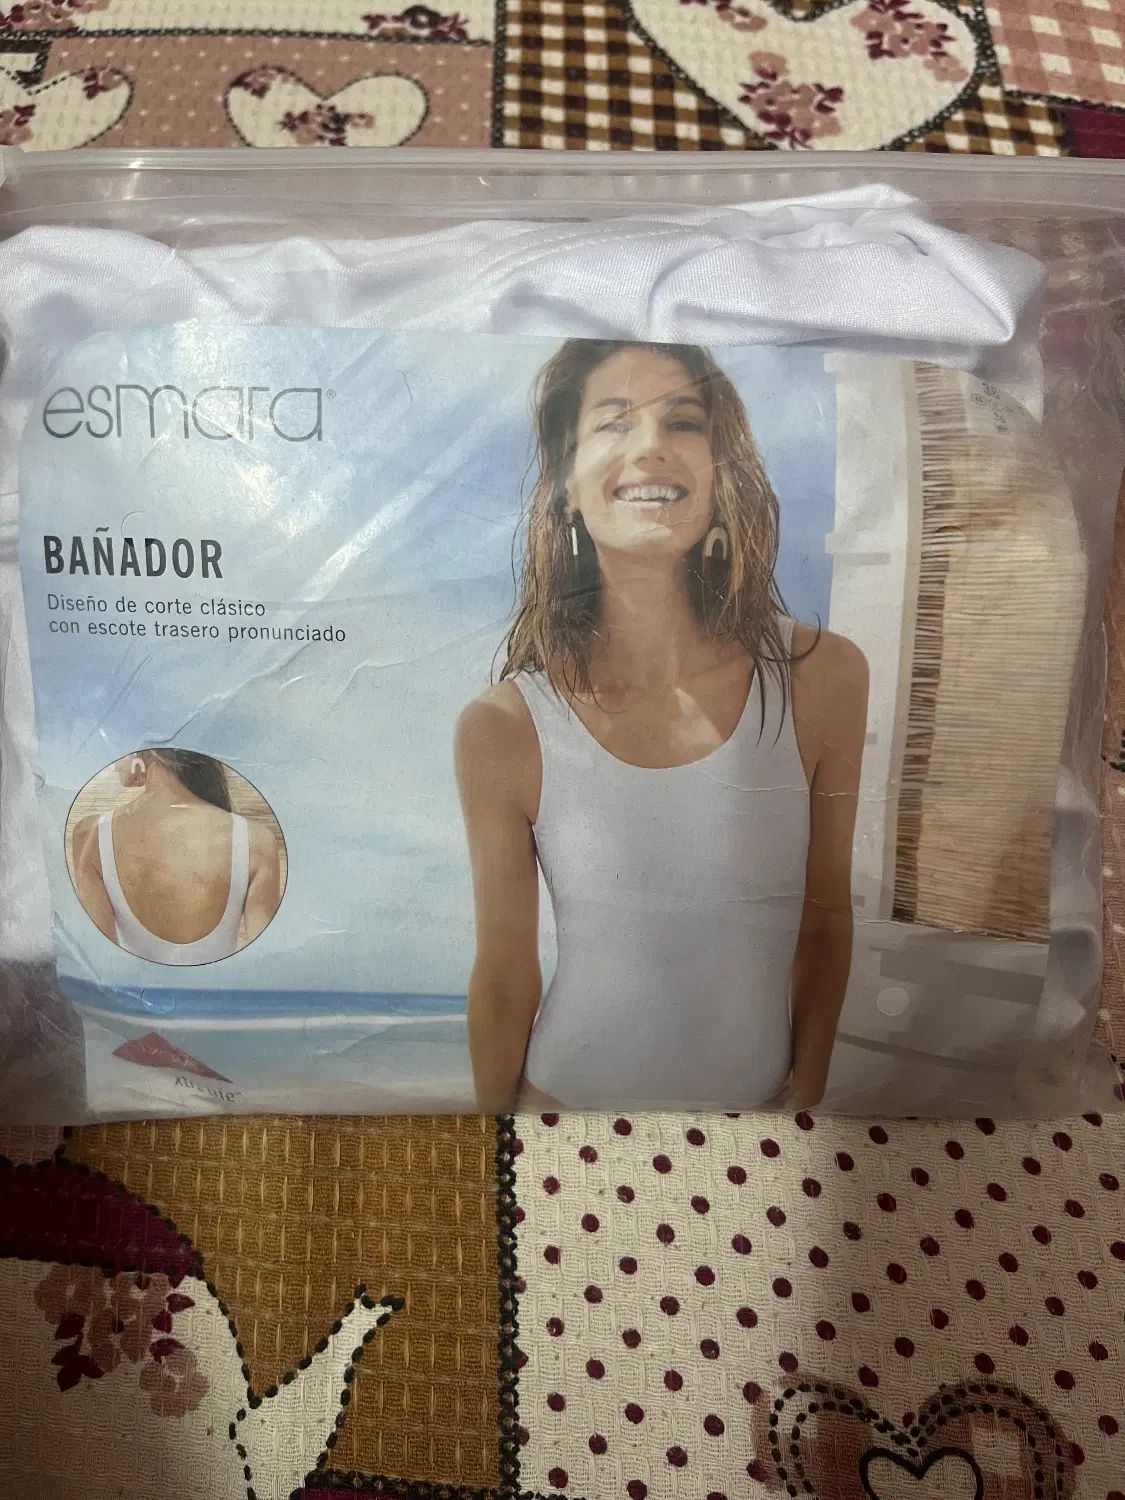 esmara®
BAÑADOR
Diseño de corte clásico
con escote trasero pronunciado